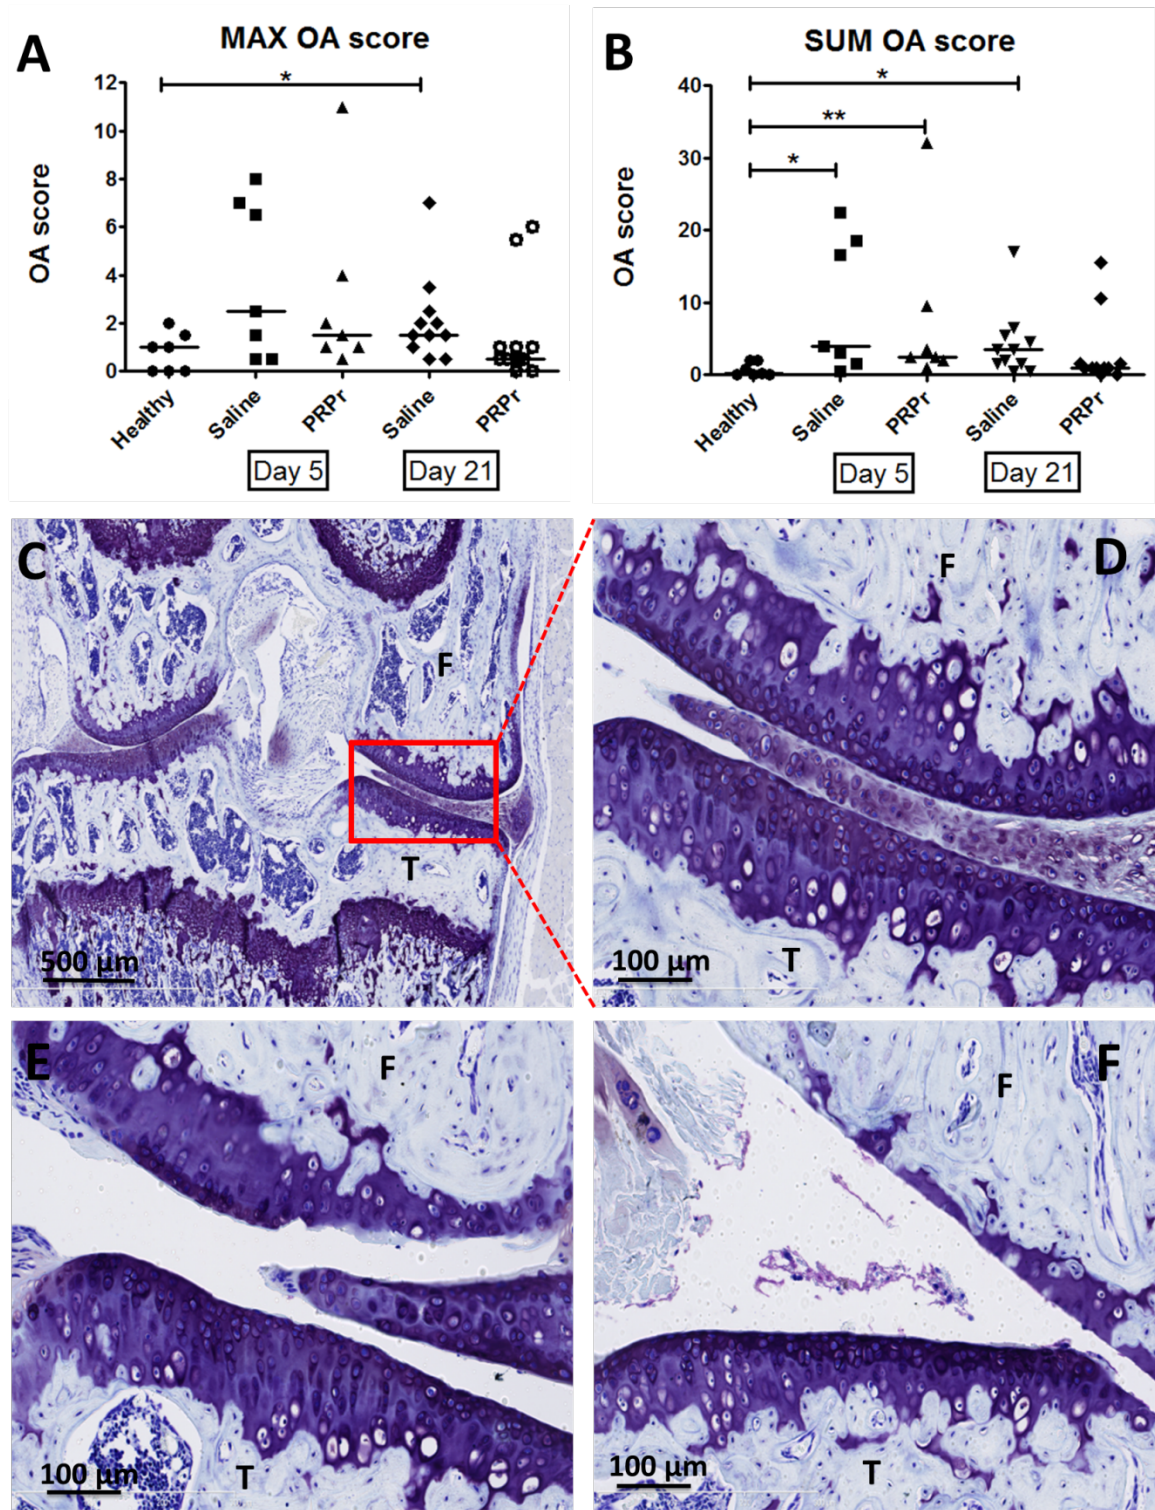 A
MAX OA score
OA score
12
10
8
6
4
2
0
*
Healthy
Saline
PRPr
Saline
PRPr
Day 5
Day 21
B
SUM OA score
OA score
40
30
20
10
0
*
**
*
Healthy
Saline
PRPr
Saline
PRPr
Day 5
Day 21
C
F
T
500 µm
D
F
T
100 µm
E
F
T
100 µm
F
F
T
100 µm